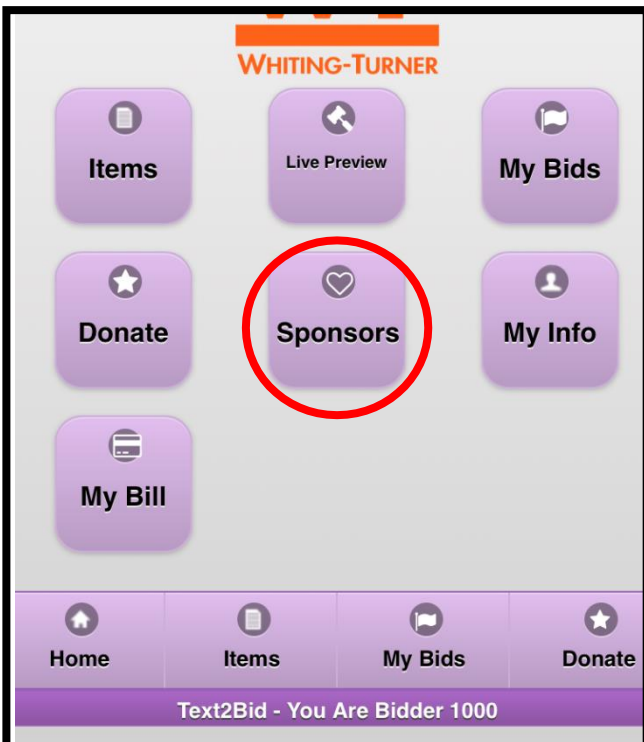 WHITING-TURNER
Items
Live Preview
My Bids
Donate
Sponsors
My Info
My Bill
Home
Items
My Bids
Donate
Text2Bid - You Are Bidder 1000